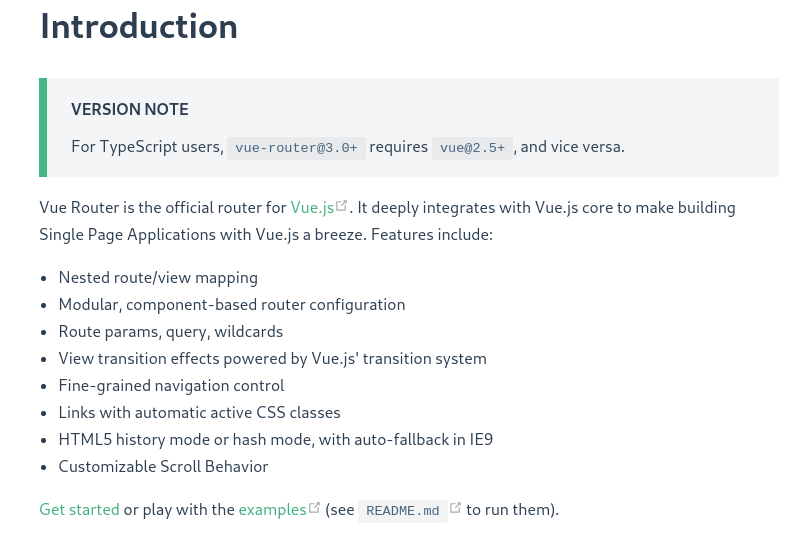 Introduction
VERSION NOTE
For TypeScript users, vue-router@3.0+ requires vue@2.5+, and vice versa.
Vue Router is the official router for Vue.js. It deeply integrates with Vue.js core to make building
Single Page Applications with Vue.js a breeze. Features include:
• Nested route/view mapping
• Modular, component-based router configuration
• Route params, query, wildcards
• View transition effects powered by Vue.js' transition system
• Fine-grained navigation control
• Links with automatic active CSS classes
• HTML5 history mode or hash mode, with auto-fallback in IE9
• Customizable Scroll Behavior
Get started or play with the examples (see README.md to run them).